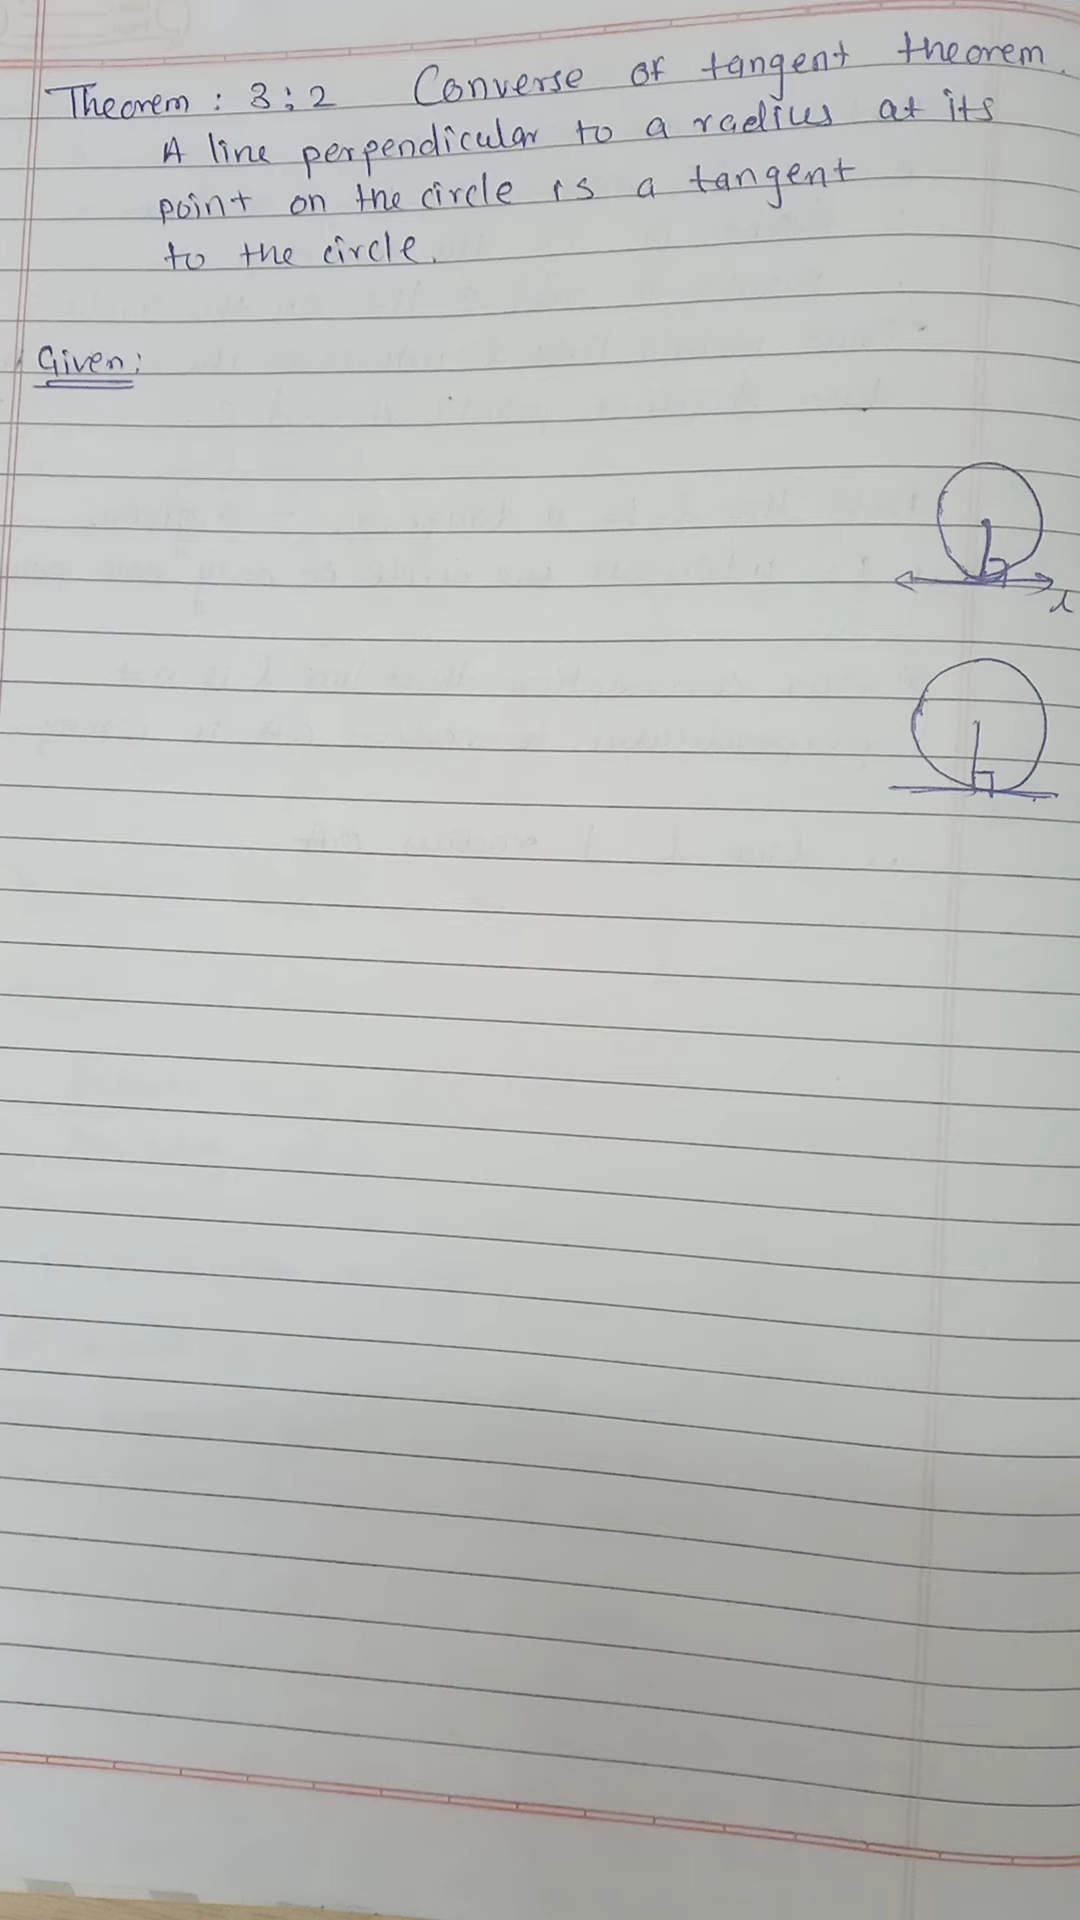 Theorem : 3:2 Converse of tangent theorem.
A line perpendicular to a radius at its
point on the circle is a tangent
to the circle.
Given:
l